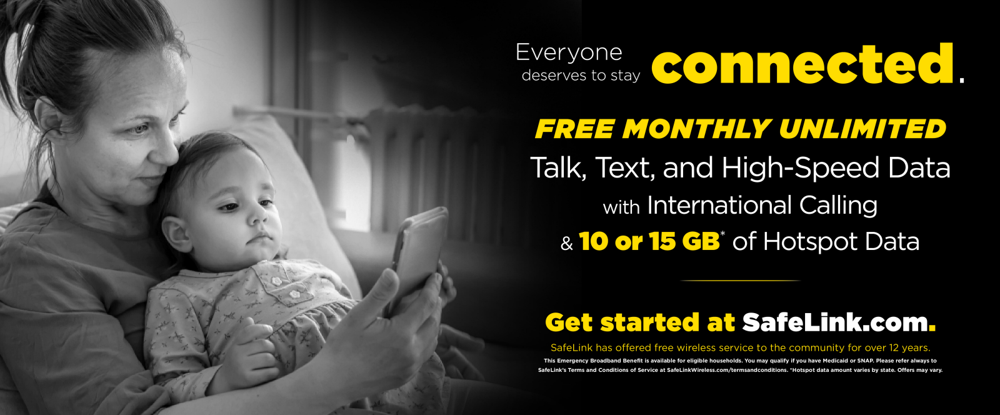 Everyone
deserves to stay connected.
FREE MONTHLY UNLIMITED
Talk, Text, and High-Speed Data
with International Calling
& 10 or 15 GB* of Hotspot Data
Get started at SafeLink.com.
SafeLink has offered free wireless service to the community for over 12 years.
This Emergency Broadband Benefit is available for eligible households. You may qualify if you have Medicaid or SNAP. Please refer always to
SafeLink's Terms and Conditions of Service at SafeLinkWireless.com/termsandconditions. *Hotspot data amount varies by state. Offers may vary.